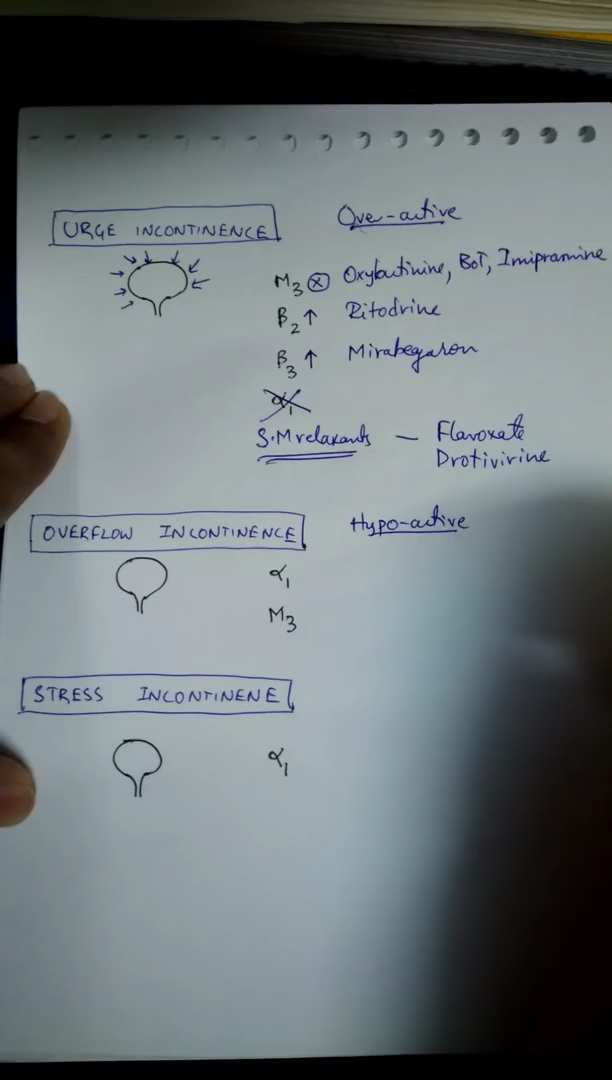 URGE INCONTINENCE
Over-active
M3 ⊗ Oxybutinine, BoT, Imipramine
β2 ↑ Ritodrine
β3 ↑ Mirabegaron
α1
S.M relaxants — Flavoxate
Drotivirine
OVERFLOW INCONTINENCE
Hypo-active
α1
M3
STRESS INCONTINENE
α1